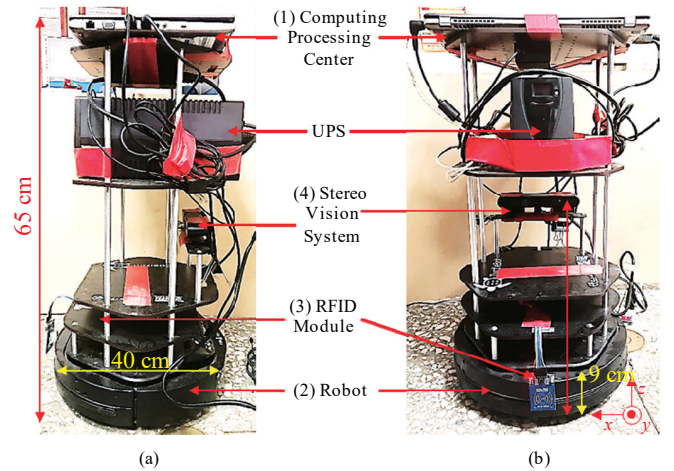 (1) Computing
Processing
Center
UPS
(4) Stereo
Vision
System
(3) RFID
Module
(2) Robot
65 cm
40 cm
9 cm
z
x
y
(a)
(b)